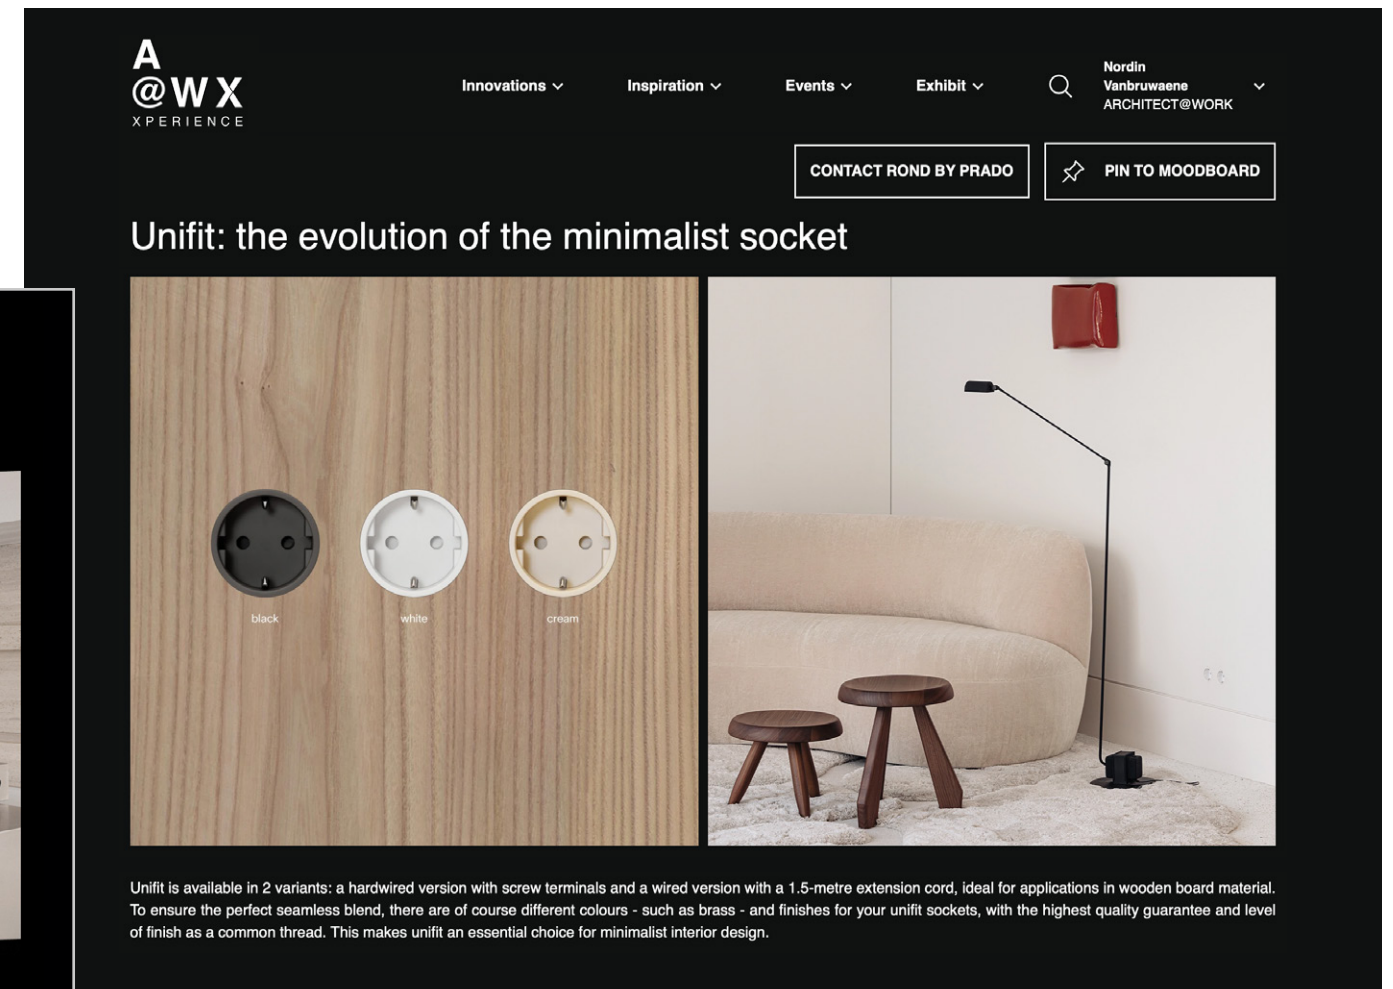 A
@WX
XPERIENCE
Innovations
Inspiration
Events
Exhibit
Nordin
Vanbruwaene
ARCHITECT@WORK
CONTACT ROND BY PRADO
PIN TO MOODBOARD
Unifit: the evolution of the minimalist socket
black
white
cream
Unifit is available in 2 variants: a hardwired version with screw terminals and a wired version with a 1.5-metre extension cord, ideal for applications in wooden board material.
To ensure the perfect seamless blend, there are of course different colours - such as brass - and finishes for your unifit sockets, with the highest quality guarantee and level
of finish as a common thread. This makes unifit an essential choice for minimalist interior design.